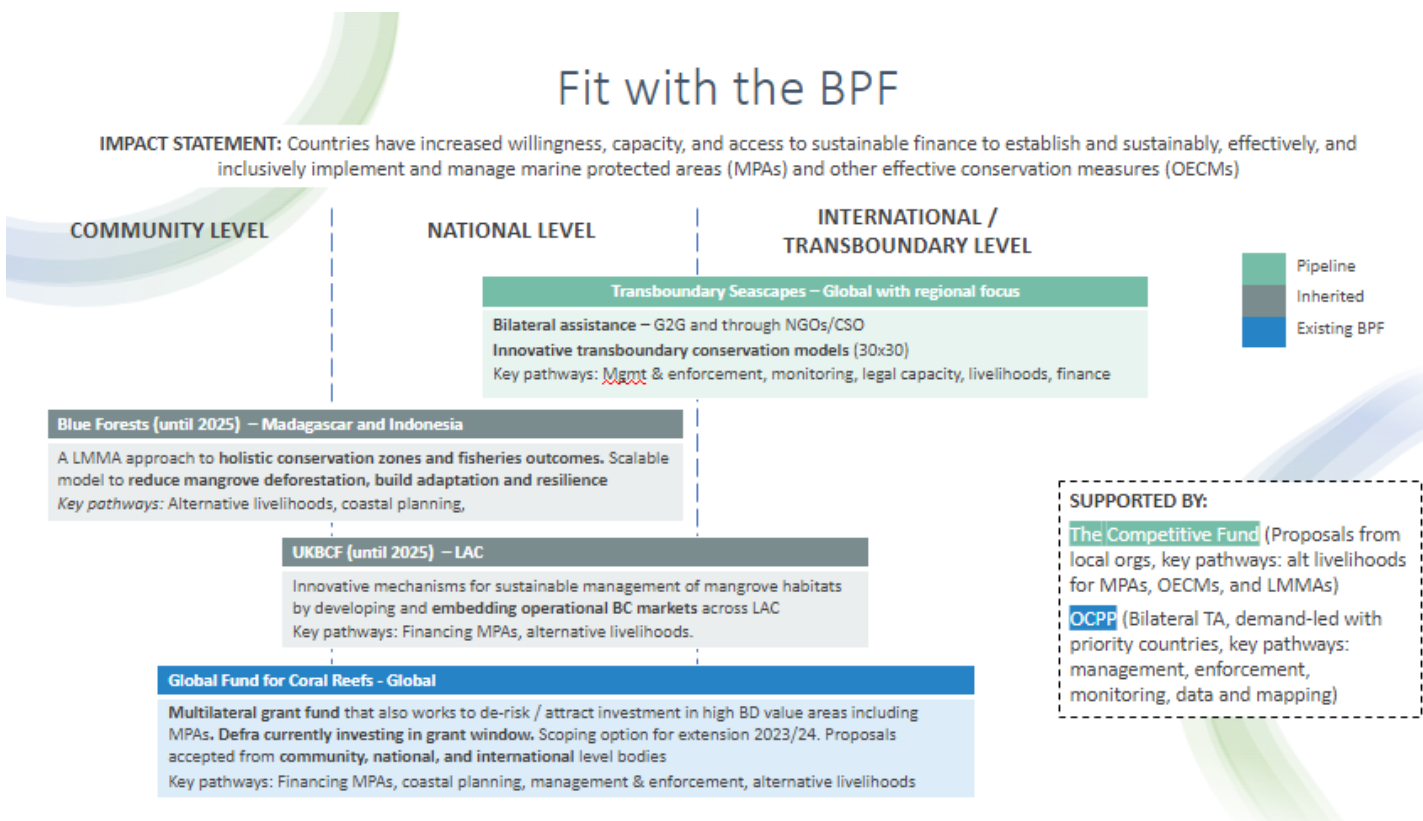 Fit with the BPF
IMPACT STATEMENT: Countries have increased willingness, capacity, and access to sustainable finance to establish and sustainably, effectively, and
inclusively implement and manage marine protected areas (MPAs) and other effective conservation measures (OECMs)
COMMUNITY LEVEL
NATIONAL LEVEL
INTERNATIONAL /
TRANSBOUNDARY LEVEL
Pipeline
Inherited
Existing BPF
Transboundary Seascapes – Global with regional focus
Bilateral assistance – G2G and through NGOs/CSO
Innovative transboundary conservation models (30x30)
Key pathways: Mgmt & enforcement, monitoring, legal capacity, livelihoods, finance
Blue Forests (until 2025) – Madagascar and Indonesia
A LMMA approach to holistic conservation zones and fisheries outcomes. Scalable
model to reduce mangrove deforestation, build adaptation and resilience
Key pathways: Alternative livelihoods, coastal planning,
UKBCF (until 2025) – LAC
Innovative mechanisms for sustainable management of mangrove habitats
by developing and embedding operational BC markets across LAC
Key pathways: Financing MPAs, alternative livelihoods.
Global Fund for Coral Reefs - Global
Multilateral grant fund that also works to de-risk / attract investment in high BD value areas including
MPAs. Defra currently investing in grant window. Scoping option for extension 2023/24. Proposals
accepted from community, national, and international level bodies
Key pathways: Financing MPAs, coastal planning, management & enforcement, alternative livelihoods
SUPPORTED BY:
The Competitive Fund (Proposals from
local orgs, key pathways: alt livelihoods
for MPAs, OECMs, and LMMAs)
OCPP (Bilateral TA, demand-led with
priority countries, key pathways:
management, enforcement,
monitoring, data and mapping)